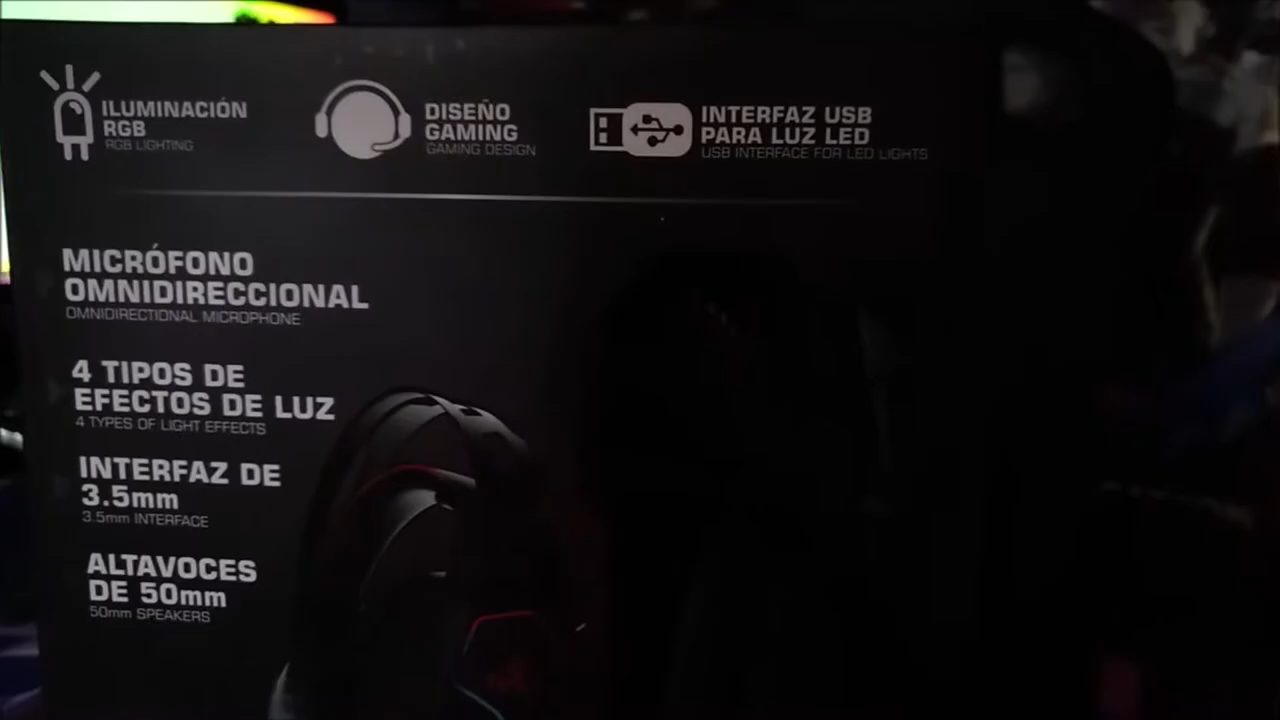 ILUMINACIÓN
RGB
RGB LIGHTING
DISEÑO
GAMING
GAMING DESIGN
INTERFAZ USB
PARA LUZ LED
USB INTERFACE FOR LED LIGHTS
MICRÓFONO
OMNIDIRECCIONAL
OMNIDIRECTIONAL MICROPHONE
4 TIPOS DE
EFECTOS DE LUZ
4 TYPES OF LIGHT EFFECTS
INTERFAZ DE
3.5mm
3.5mm INTERFACE
ALTAVOCES
DE 50mm
50mm SPEAKERS